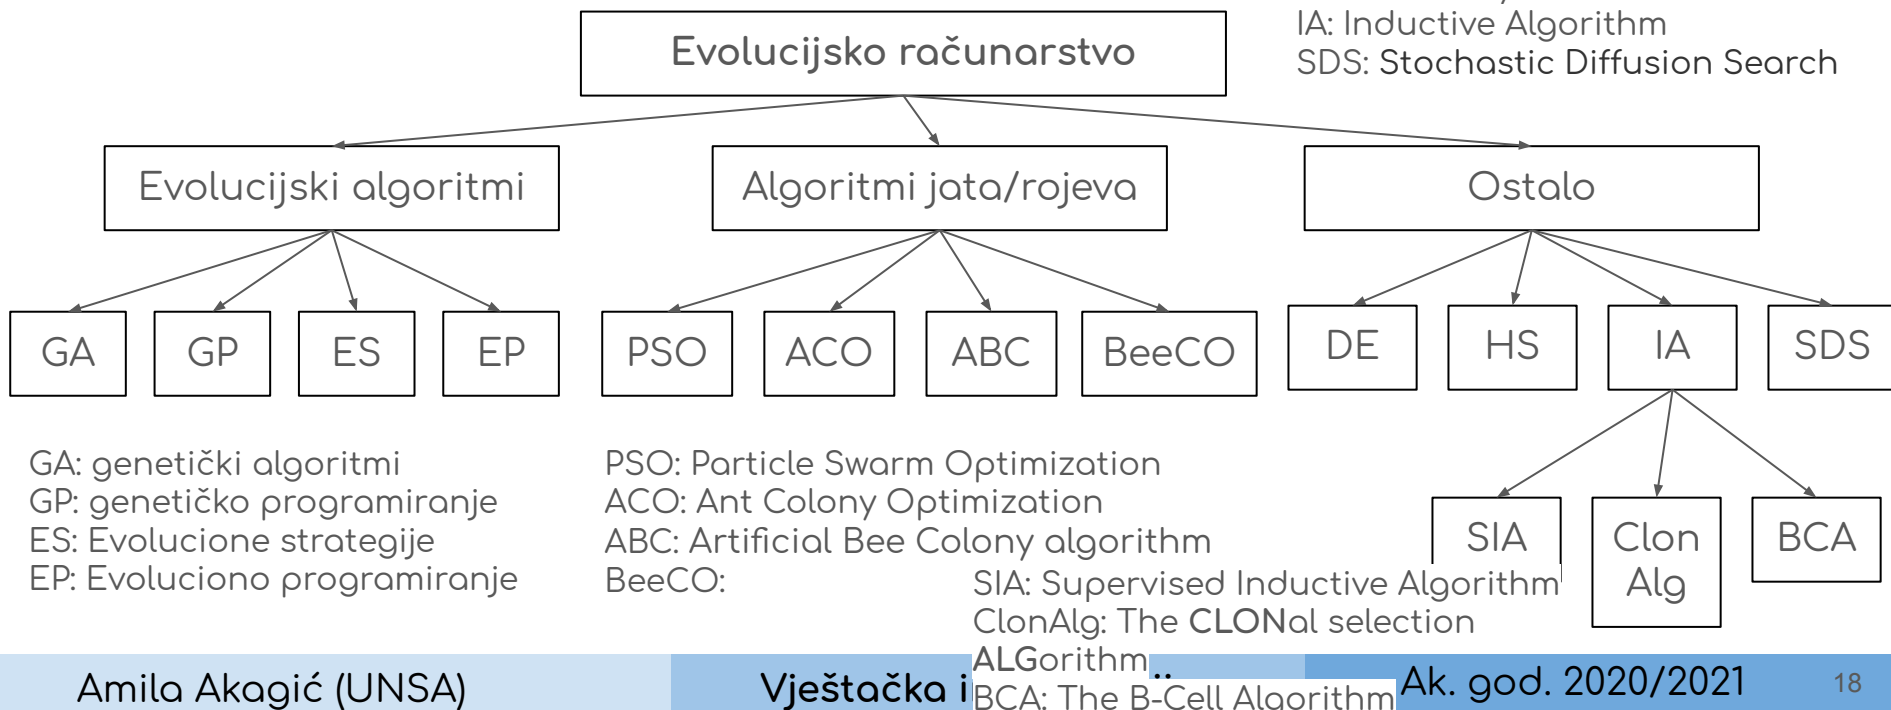 IA: Inductive Algorithm
SDS: Stochastic Diffusion Search
Evolucijsko računarstvo
Evolucijski algoritmi
Algoritmi jata/rojeva
Ostalo
GA
GP
ES
EP
PSO
ACO
ABC
BeeCO
DE
HS
IA
SDS
SIA
Clon
Alg
BCA
GA: genetički algoritmi
GP: genetičko programiranje
ES: Evolucione strategije
EP: Evoluciono programiranje
PSO: Particle Swarm Optimization
ACO: Ant Colony Optimization
ABC: Artificial Bee Colony algorithm
BeeCO:
SIA: Supervised Inductive Algorithm
ClonAlg: The CLONal selection
ALGorithm
BCA: The B-Cell Algorithm
Amila Akagić (UNSA)
Vještačka
Ak. god. 2020/2021
18